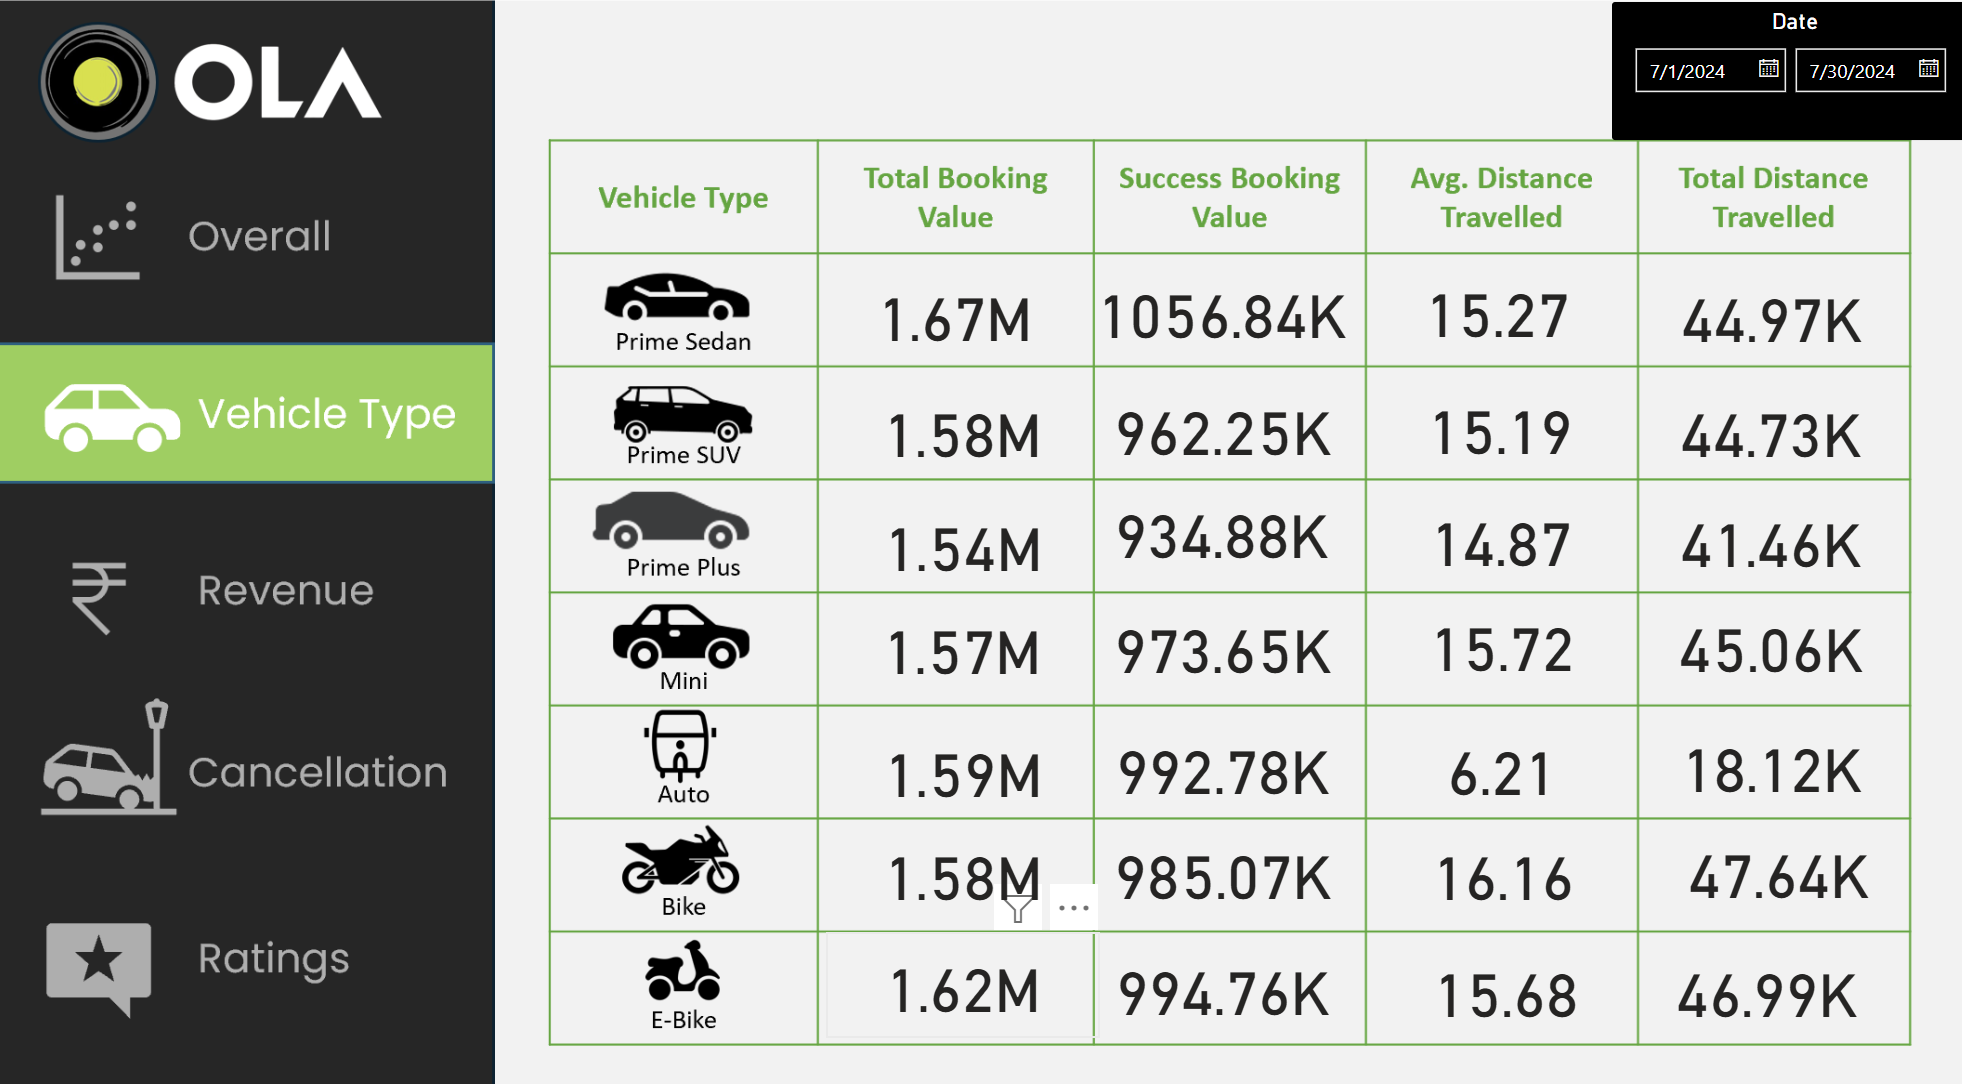 OLA
Date
7/1/2024 7/30/2024
Overall
Vehicle Type
Revenue
Cancellation
Ratings
Vehicle Type Total Booking Value Success Booking Value Avg. Distance Travelled Total Distance Travelled
Prime Sedan 1.67M 1056.84K 15.27 44.97K
Prime SUV 1.58M 962.25K 15.19 44.73K
Prime Plus 1.54M 934.88K 14.87 41.46K
Mini 1.57M 973.65K 15.72 45.06K
Auto 1.59M 992.78K 6.21 18.12K
Bike 1.58M 985.07K 16.16 47.64K
E-Bike 1.62M 994.76K 15.68 46.99K